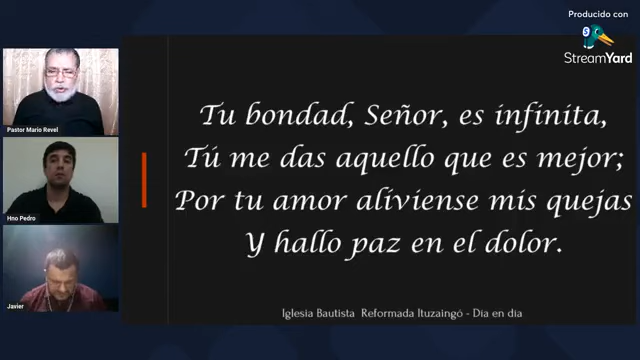 Producido con
StreamYard
Pastor Mario Revel
Hno Pedro
Javier
Tu bondad, Señor, es infinita,
Tú me das aquello que es mejor;
Por tu amor aliviense mis quejas
Y hallo paz en el dolor.
Iglesia Bautista Reformada Ituzaingó - Dia en dia